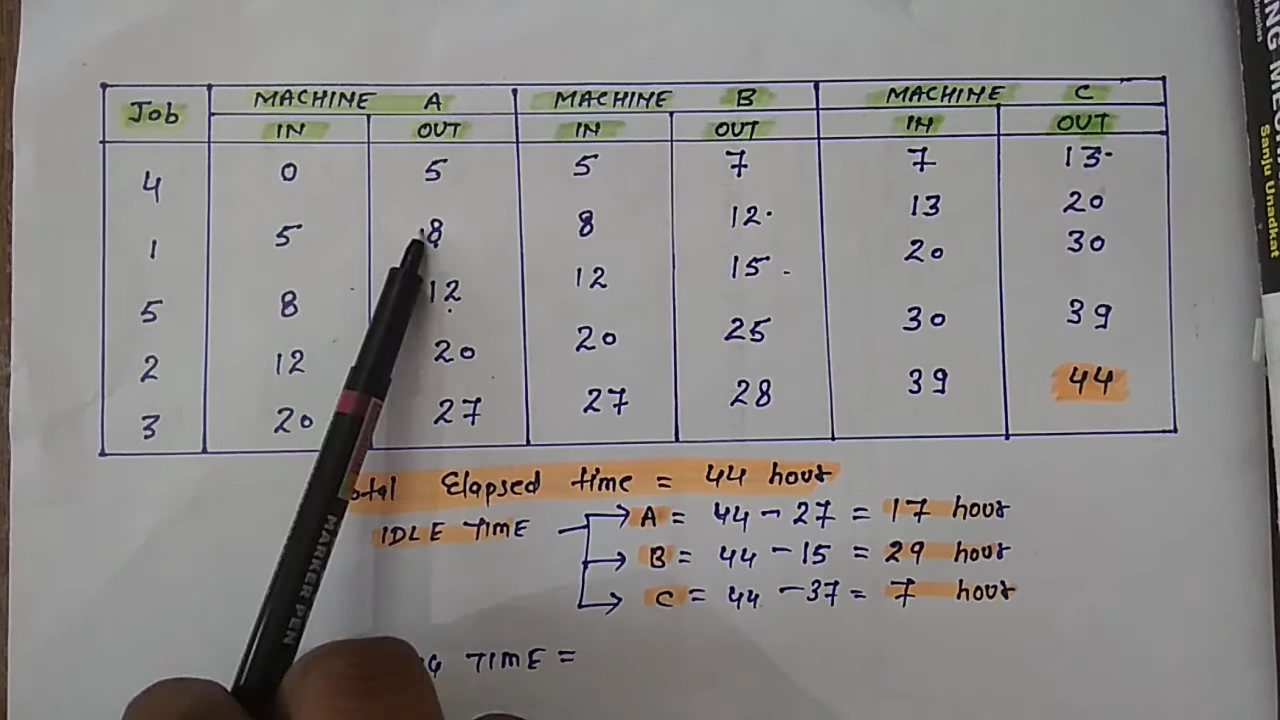 Job MACHINE A MACHINE B MACHINE C
IN OUT IN OUT IN OUT
4 0 5 5 7 7 13
1 5 8 8 12 13 20
5 8 12 12 15 20 30
2 12 20 20 25 30 39
3 20 27 27 28 39 44
Elapsed time = 44 hour
IDLE TIME → A = 44 - 27 = 17 hour
→ B = 44 - 15 = 29 hour
→ C = 44 - 37 = 7 hour
TIME =
MARKER PEN
Sanju Unadkat